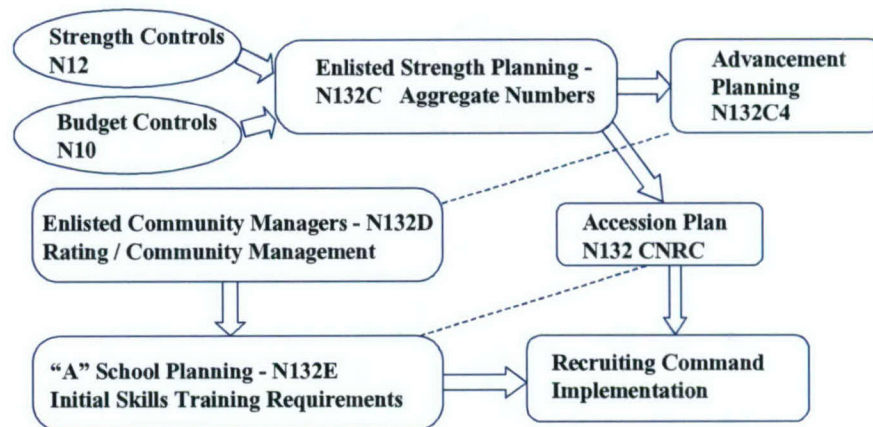 Strength Controls
N12
Budget Controls
N10
Enlisted Strength Planning -
N132C Aggregate Numbers
Advancement
Planning
N132C4
Enlisted Community Managers - N132D
Rating / Community Management
Accession Plan
N132 CNRC
“A” School Planning - N132E
Initial Skills Training Requirements
Recruiting Command
Implementation